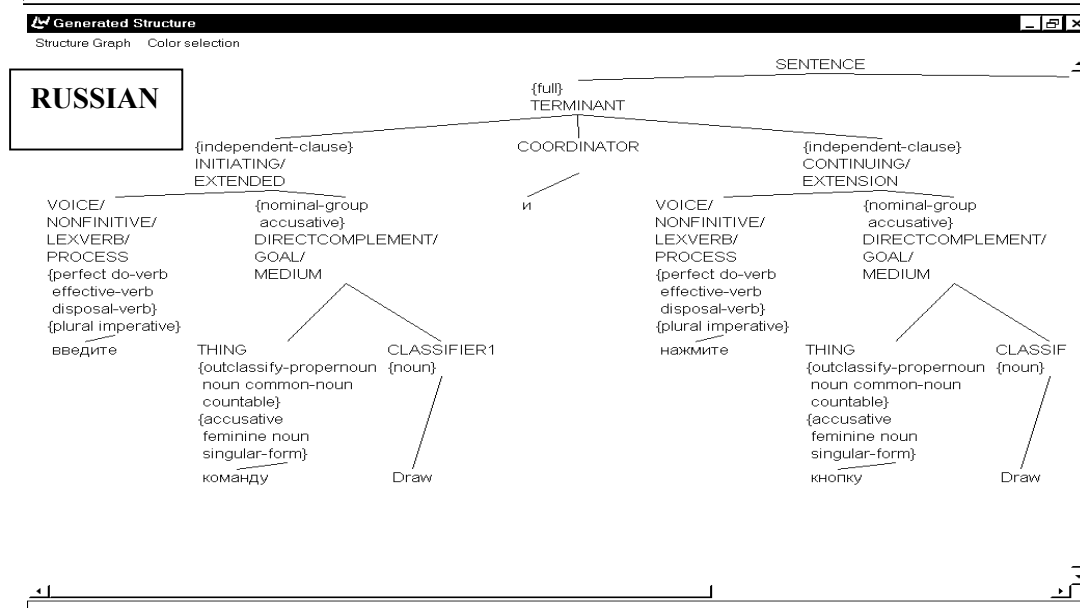 Generated Structure
Structure Graph Color selection
RUSSIAN
SENTENCE
{full}
TERMINANT
{independent-clause}
INITIATING/
EXTENDED
COORDINATOR
{independent-clause}
CONTINUING/
EXTENSION
VOICE/
NONFINITIVE/
LEXVERB/
PROCESS
{perfect do-verb
effective-verb
disposal-verb}
{plural imperative}
введите
{nominal-group
accusative}
DIRECTCOMPLEMENT/
GOAL/
MEDIUM
и
VOICE/
NONFINITIVE/
LEXVERB/
PROCESS
{perfect do-verb
effective-verb
disposal-verb}
{plural imperative}
нажмите
{nominal-group
accusative}
DIRECTCOMPLEMENT/
GOAL/
MEDIUM
THING
{outclassify-propernoun
noun common-noun
countable}
{accusative
feminine noun
singular-form}
команду
CLASSIFIER1
{noun}
Draw
THING
{outclassify-propernoun
noun common-noun
countable}
{accusative
feminine noun
singular-form}
кнопку
CLASSIF
{noun}
Draw